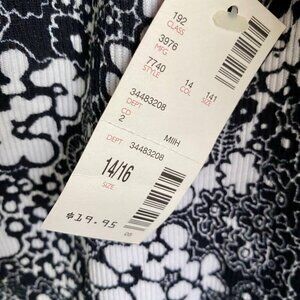 192
CLASS
3976
MFG
7740
STYLE
14
COL
141
SIZE
34483208
DEPT
CD
2
MIIH
DEPT 34483208
14/16
SIZE
$19.95